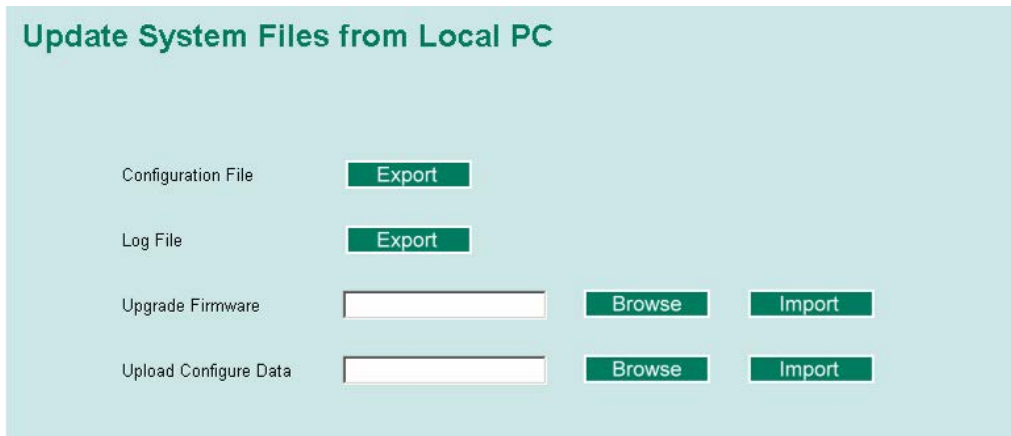 Update System Files from Local PC
Configuration File Export
Log File Export
Upgrade Firmware Browse Import
Upload Configure Data Browse Import